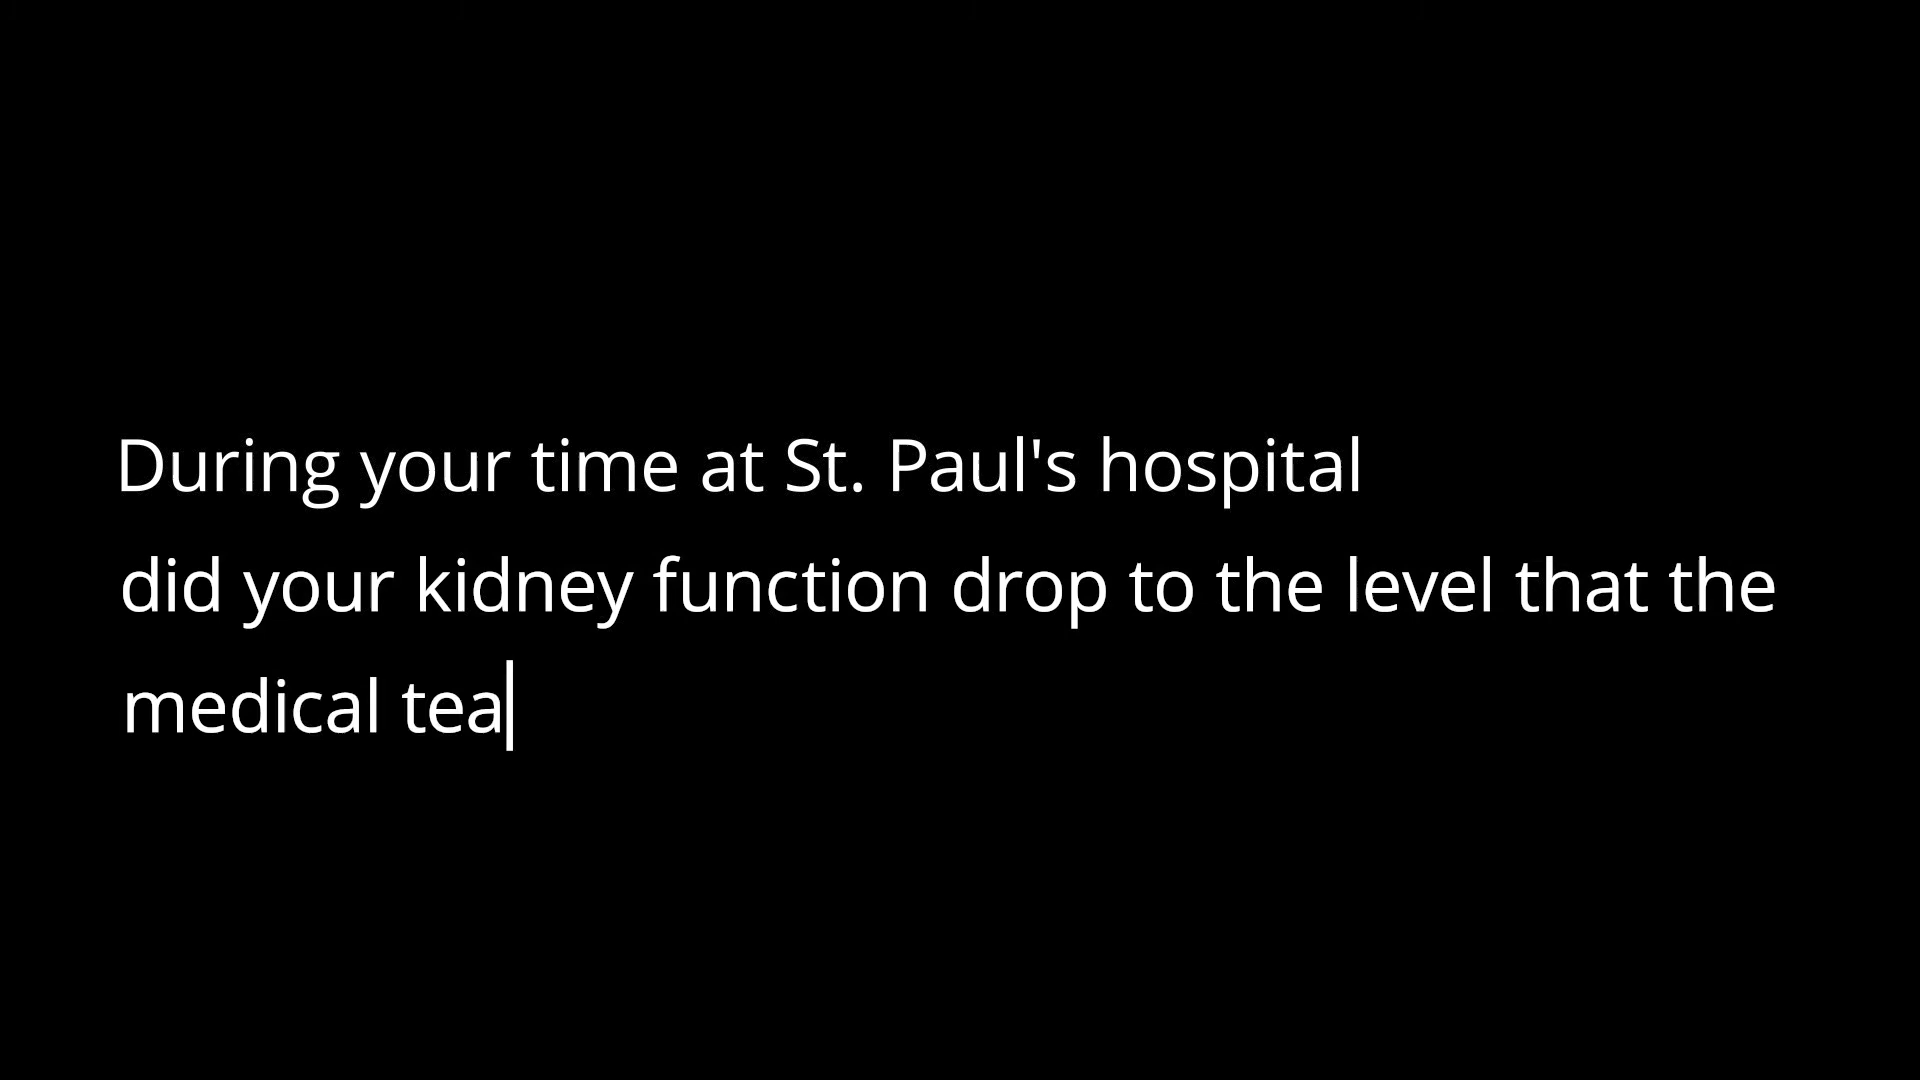 During your time at St. Paul's hospital
did your kidney function drop to the level that the
medical tea